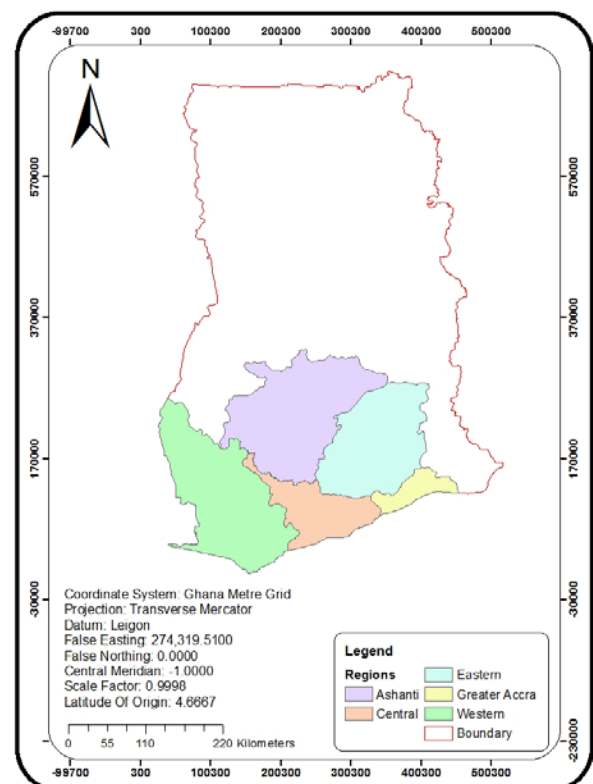 -99700 300 100300 200300 300300 400300 500300
N
570000 570000
370000 370000
170000 170000
-30000 -30000
Coordinate System: Ghana Metre Grid
Projection: Transverse Mercator
Datum: Leigon
False Easting: 274,319.5100
False Northing: 0.0000
Central Meridian: -1.0000
Scale Factor: 0.9998
Latitude Of Origin: 4.6667
0 55 110 220 Kilometers
Legend
Regions
Ashanti
Central
Eastern
Greater Accra
Western
Boundary
-230000 -230000
-99700 300 100300 200300 300300 400300 500300